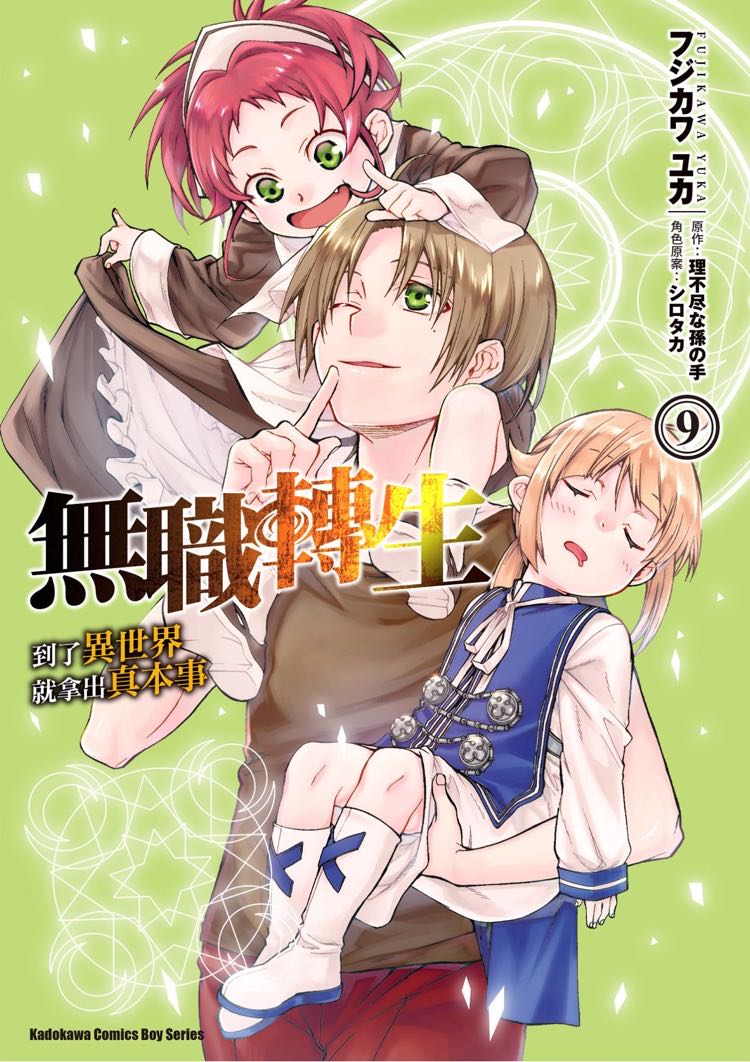 フジカワ ユカ
FUJIKAWA YUKA
原作：理不尽な孫の手
角色原案：シロタカ
9
無職轉生
到了異世界
就拿出真本事
Kadokawa Comics Boy Series